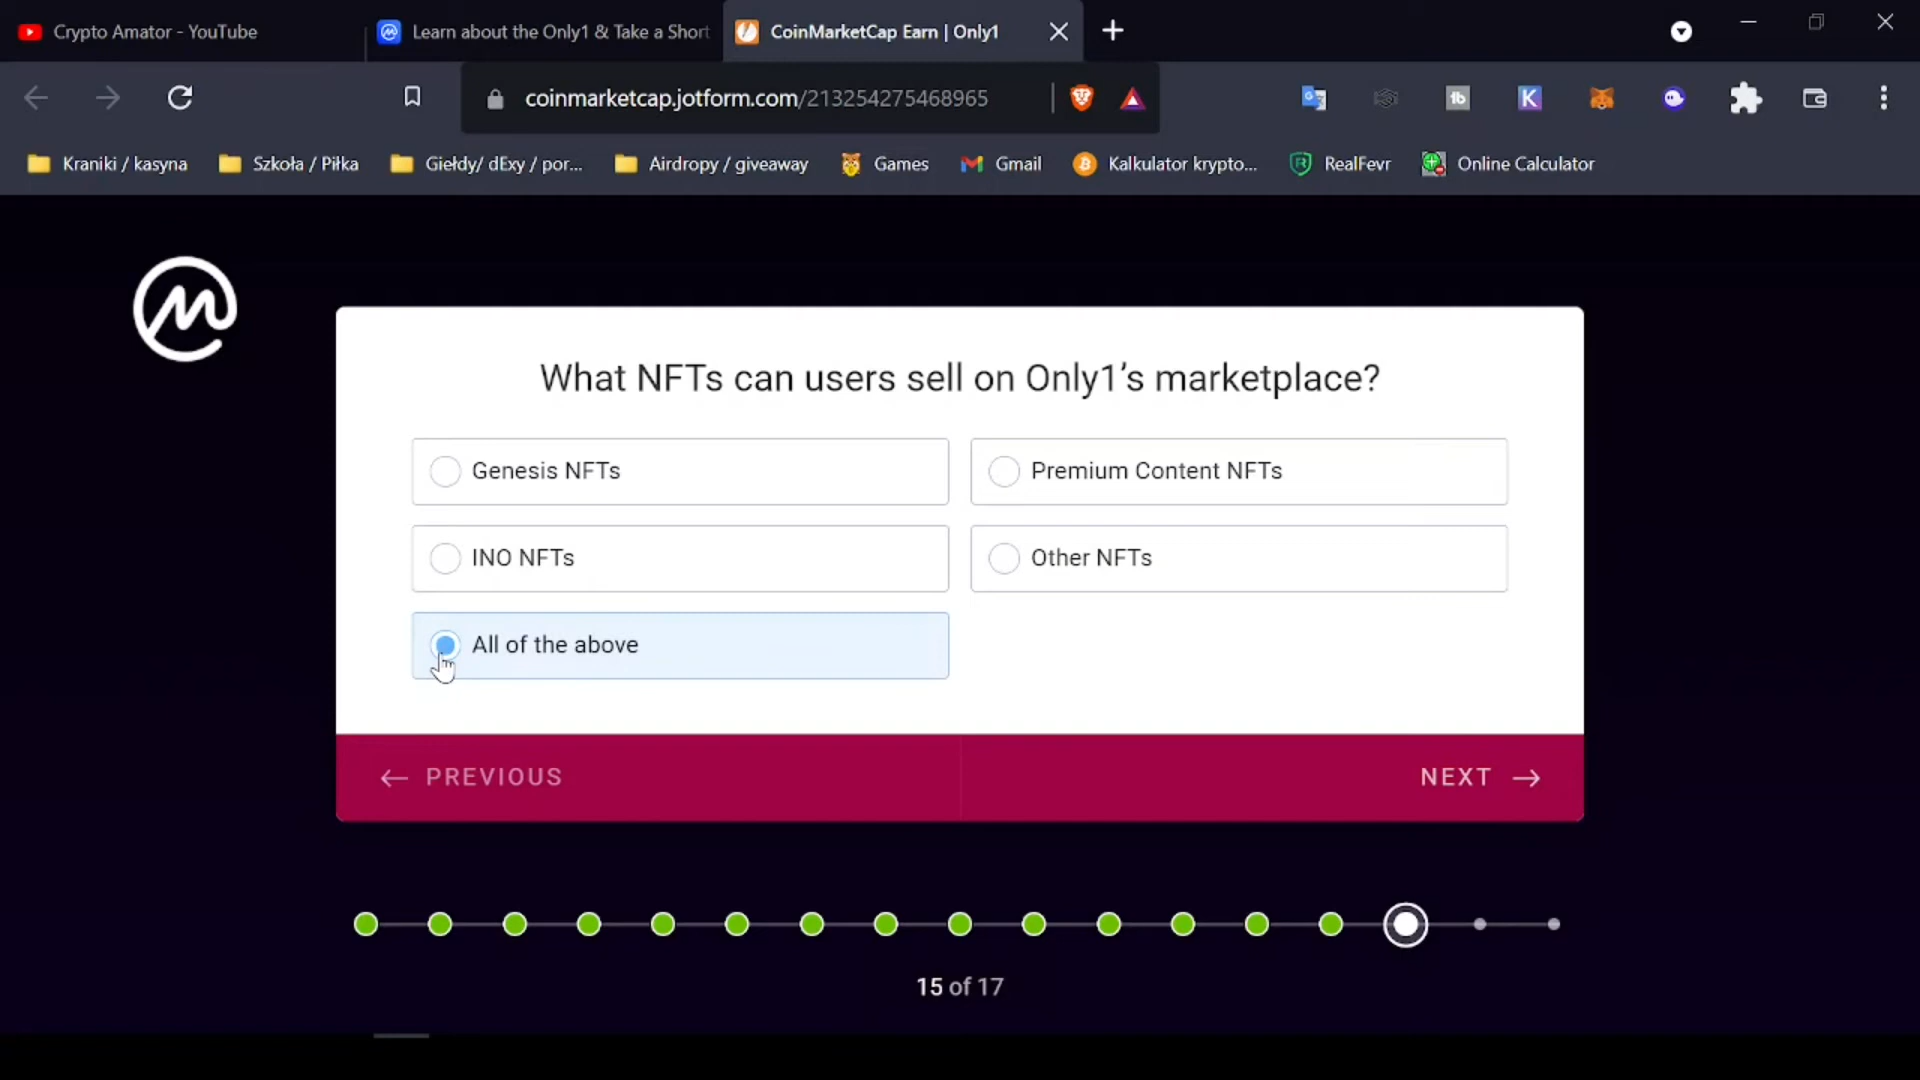 Crypto Amator - YouTube
Learn about the Only1 & Take a Short
CoinMarketCap Earn | Only1
coinmarketcap.jotform.com/213254275468965
tb
K
Kraniki / kasyna
Szkoła / Piłka
Giełdy/ dExy / por...
Airdropy / giveaway
Games
Gmail
Kalkulator krypto...
RealFevr
Online Calculator
What NFTs can users sell on Only1’s marketplace?
Genesis NFTs
Premium Content NFTs
INO NFTs
Other NFTs
All of the above
PREVIOUS
NEXT
15 of 17